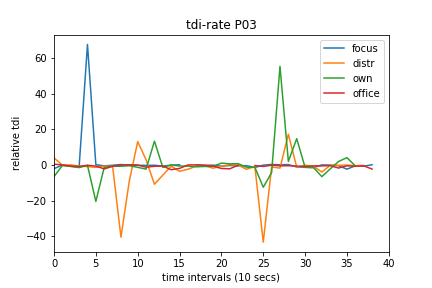 tdi-rate P03
focus
distr
own
office
relative tdi
60
40
20
0
−20
−40
0 5 10 15 20 25 30 35 40
time intervals (10 secs)